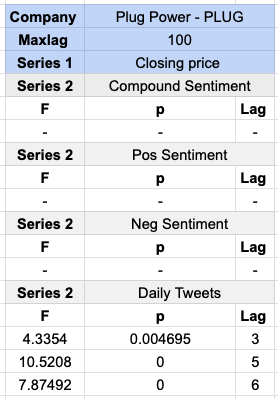 Company Plug Power - PLUG
Maxlag 100
Series 1 Closing price
Series 2 Compound Sentiment
F p Lag
- - -
Series 2 Pos Sentiment
F p Lag
- - -
Series 2 Neg Sentiment
F p Lag
- - -
Series 2 Daily Tweets
F p Lag
4.3354 0.004695 3
10.5208 0 5
7.87492 0 6